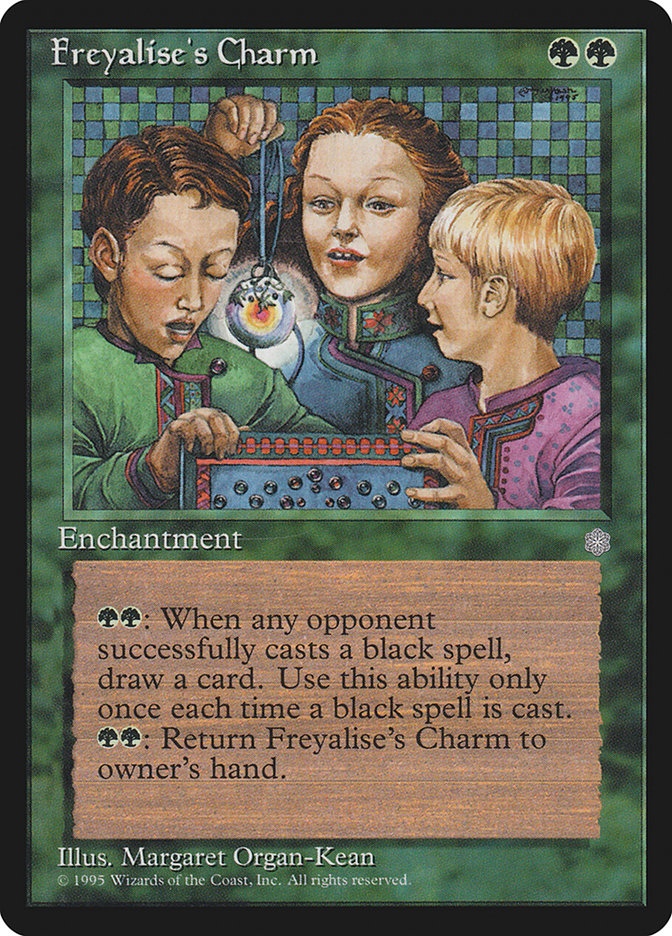 Freyalise's Charm
1995
Enchantment
: When any opponent
successfully casts a black spell,
draw a card. Use this ability only
once each time a black spell is cast.
: Return Freyalise's Charm to
owner's hand.
Illus. Margaret Organ-Kean
© 1995 Wizards of the Coast, Inc. All rights reserved.